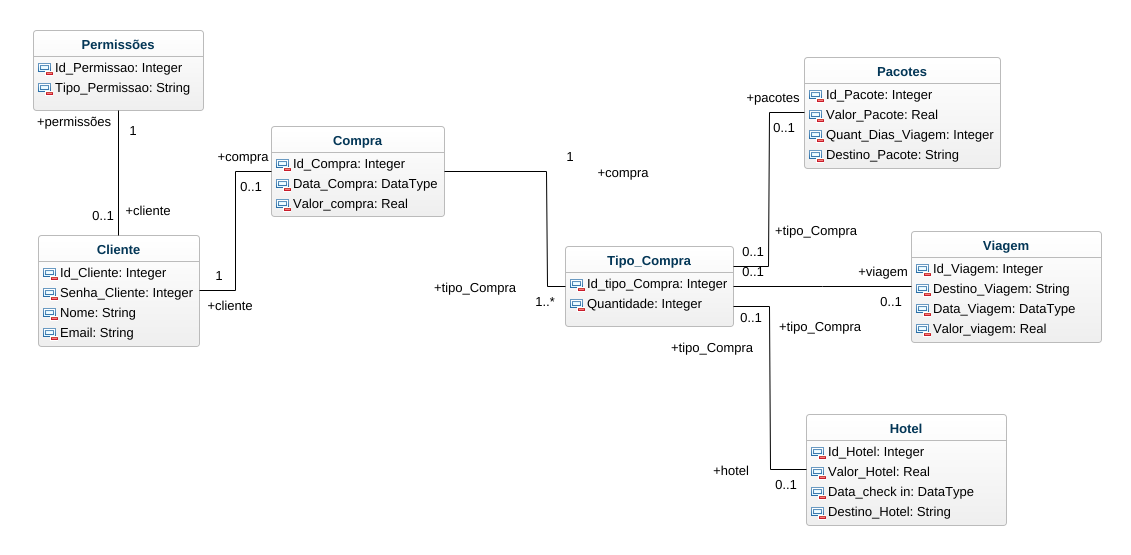 Permissões
Id_Permissao: Integer
Tipo_Permissao: String
+permissões
1
0..1
+cliente
Cliente
Id_Cliente: Integer
Senha_Cliente: Integer
Nome: String
Email: String
1
+cliente
+compra
0..1
Compra
Id_Compra: Integer
Data_Compra: DataType
Valor_compra: Real
1
+compra
+tipo_Compra
1..*
Tipo_Compra
Id_tipo_Compra: Integer
Quantidade: Integer
+pacotes
0..1
Pacotes
Id_Pacote: Integer
Valor_Pacote: Real
Quant_Dias_Viagem: Integer
Destino_Pacote: String
+tipo_Compra
0..1
0..1
+viagem
0..1
Viagem
Id_Viagem: Integer
Destino_Viagem: String
Data_Viagem: DataType
Valor_viagem: Real
0..1
+tipo_Compra
+tipo_Compra
+hotel
0..1
Hotel
Id_Hotel: Integer
Valor_Hotel: Real
Data_check in: DataType
Destino_Hotel: String